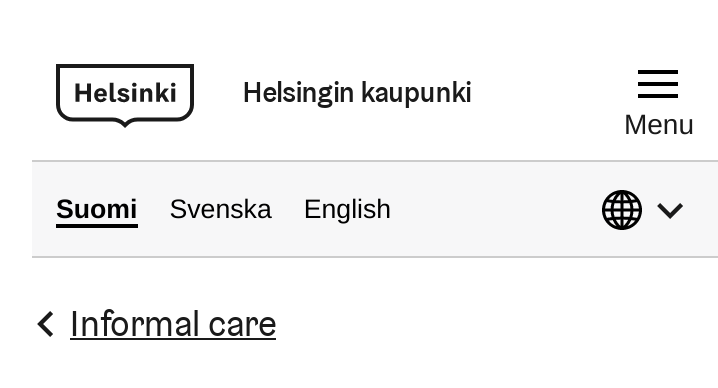 Helsinki
Helsingin kaupunki
Menu
Suomi Svenska English
Informal care